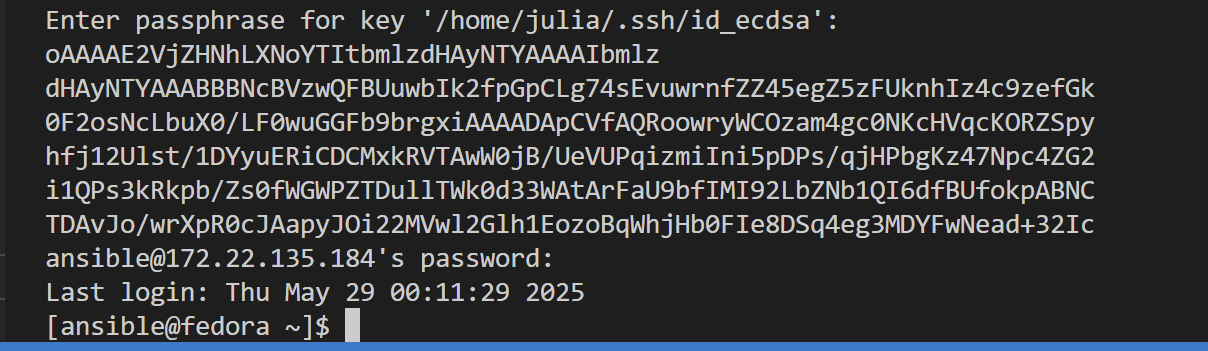 Enter passphrase for key '/home/julia/.ssh/id_ecdsa':
oAAAAE2VjZHNhLXNoYTItbmlzdHAyNTYAAAAIbmlz
dHAyNTYAAABBBNcBVzwQFBUuwbIk2fpGpCLg74sEvuwrnfZZ45egZ5zFUknhIz4c9zefGk
0F2osNcLbuX0/LF0wuGGFb9brgxiAAAADApCVfAQRoowryWCOzam4gc0NKcHVqcKORZSpy
hfj12Ulst/1DYyuERiCDCMxkRVTAwW0jB/UeVUPqizmiIni5pDPs/qjHPbgKz47Npc4ZG2
i1QPs3kRkpb/Zs0fWGWPZTDullTWk0d33WAtArFaU9bfIMI92LbZNb1QI6dfBUfokpABNC
TDAvJo/wrXpR0cJAapyJOi22MVwl2Glh1EozoBqWhjHb0FIe8DSq4eg3MDYFwNead+32Ic
ansible@172.22.135.184's password:
Last login: Thu May 29 00:11:29 2025
[ansible@fedora ~]$